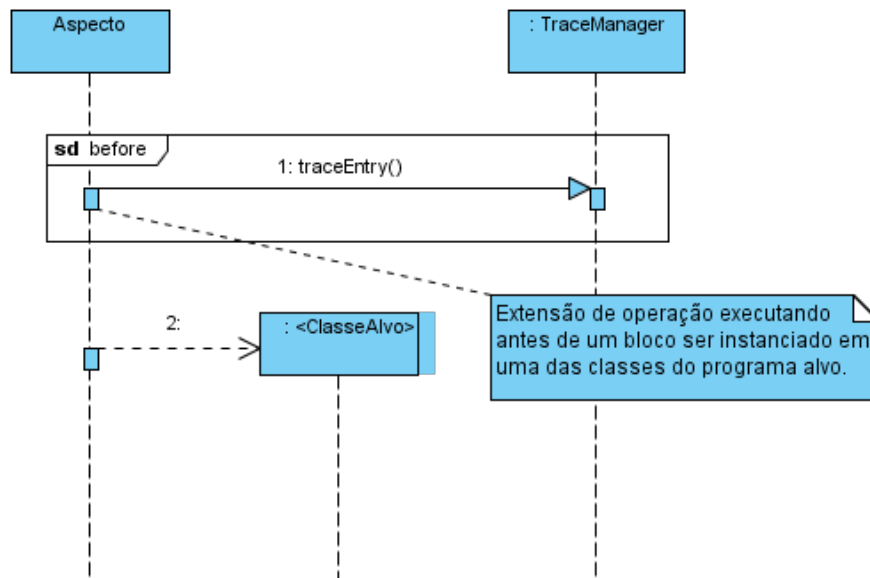 Aspecto
: TraceManager
sd before
1: traceEntry()
2:
: <ClasseAlvo>
Extensão de operação executando
antes de um bloco ser instanciado em
uma das classes do programa alvo.